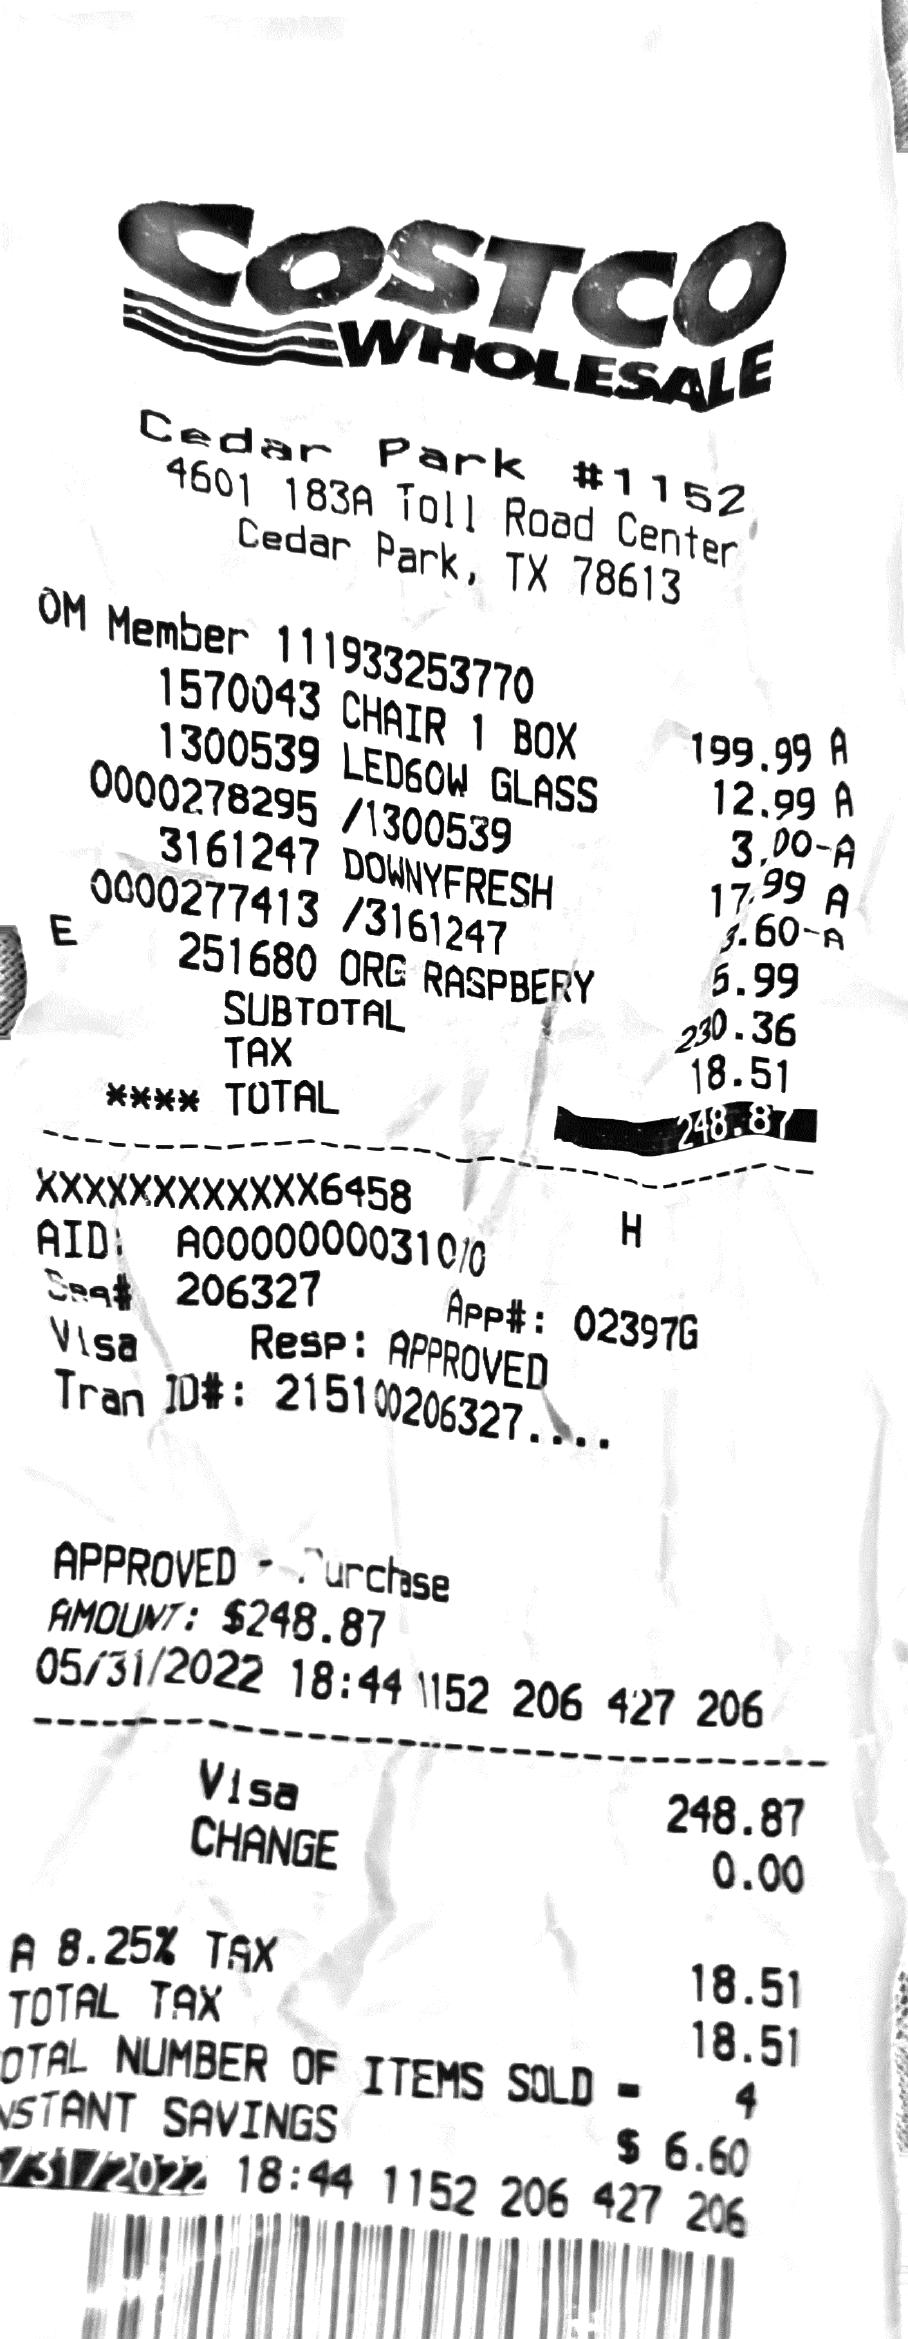 COSTCO
WHOLESALE
Cedar Park #1152
4601 183A Toll Road Center
Cedar Park, TX 78613
OM Member 111933253770
1570043 CHAIR 1 BOX 199.99 A
1300539 LED60W GLASS 12.99 A
0000278295 /1300539 3.00-A
3161247 DOWNYFRESH 17.99 A
0000277413 /3161247 3.60-A
E 251680 ORG RASPBERY 5.99
SUBTOTAL 230.36
TAX 18.51
**** TOTAL 248.87
XXXXXXXXXXXX6458 H
AID: A0000000031010
Seq# 206327 App#: 02397G
Visa Resp: APPROVED
Tran ID#: 215100206327....
APPROVED - Purchase
AMOUNT: $248.87
05/31/2022 18:44 1152 206 427 206
Visa 248.87
CHANGE 0.00
A 8.25% TAX 18.51
TOTAL TAX 18.51
OTAL NUMBER OF ITEMS SOLD = 4
NSTANT SAVINGS $ 6.60
/31/2022 18:44 1152 206 427 206